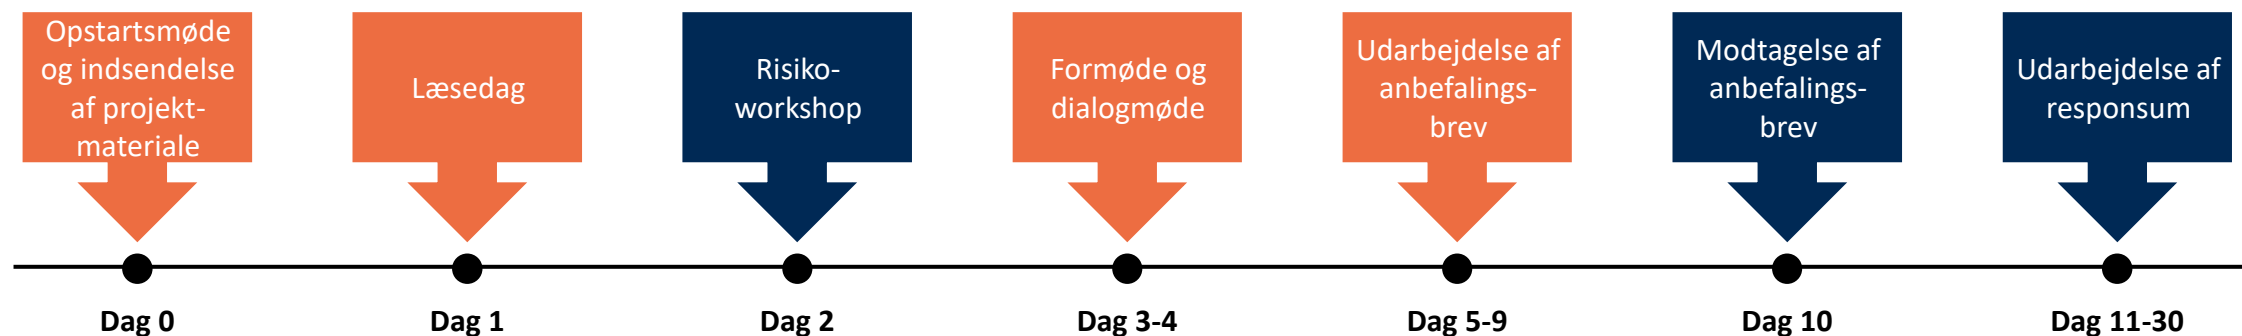 Opstartsmøde
og indsendelse
af projekt-
materiale
Læsedag
Risiko-
workshop
Formøde og
dialogmøde
Udarbejdelse af
anbefalings-
brev
Modtagelse af
anbefalings-
brev
Udarbejdelse af
responsum
Dag 0
Dag 1
Dag 2
Dag 3-4
Dag 5-9
Dag 10
Dag 11-30